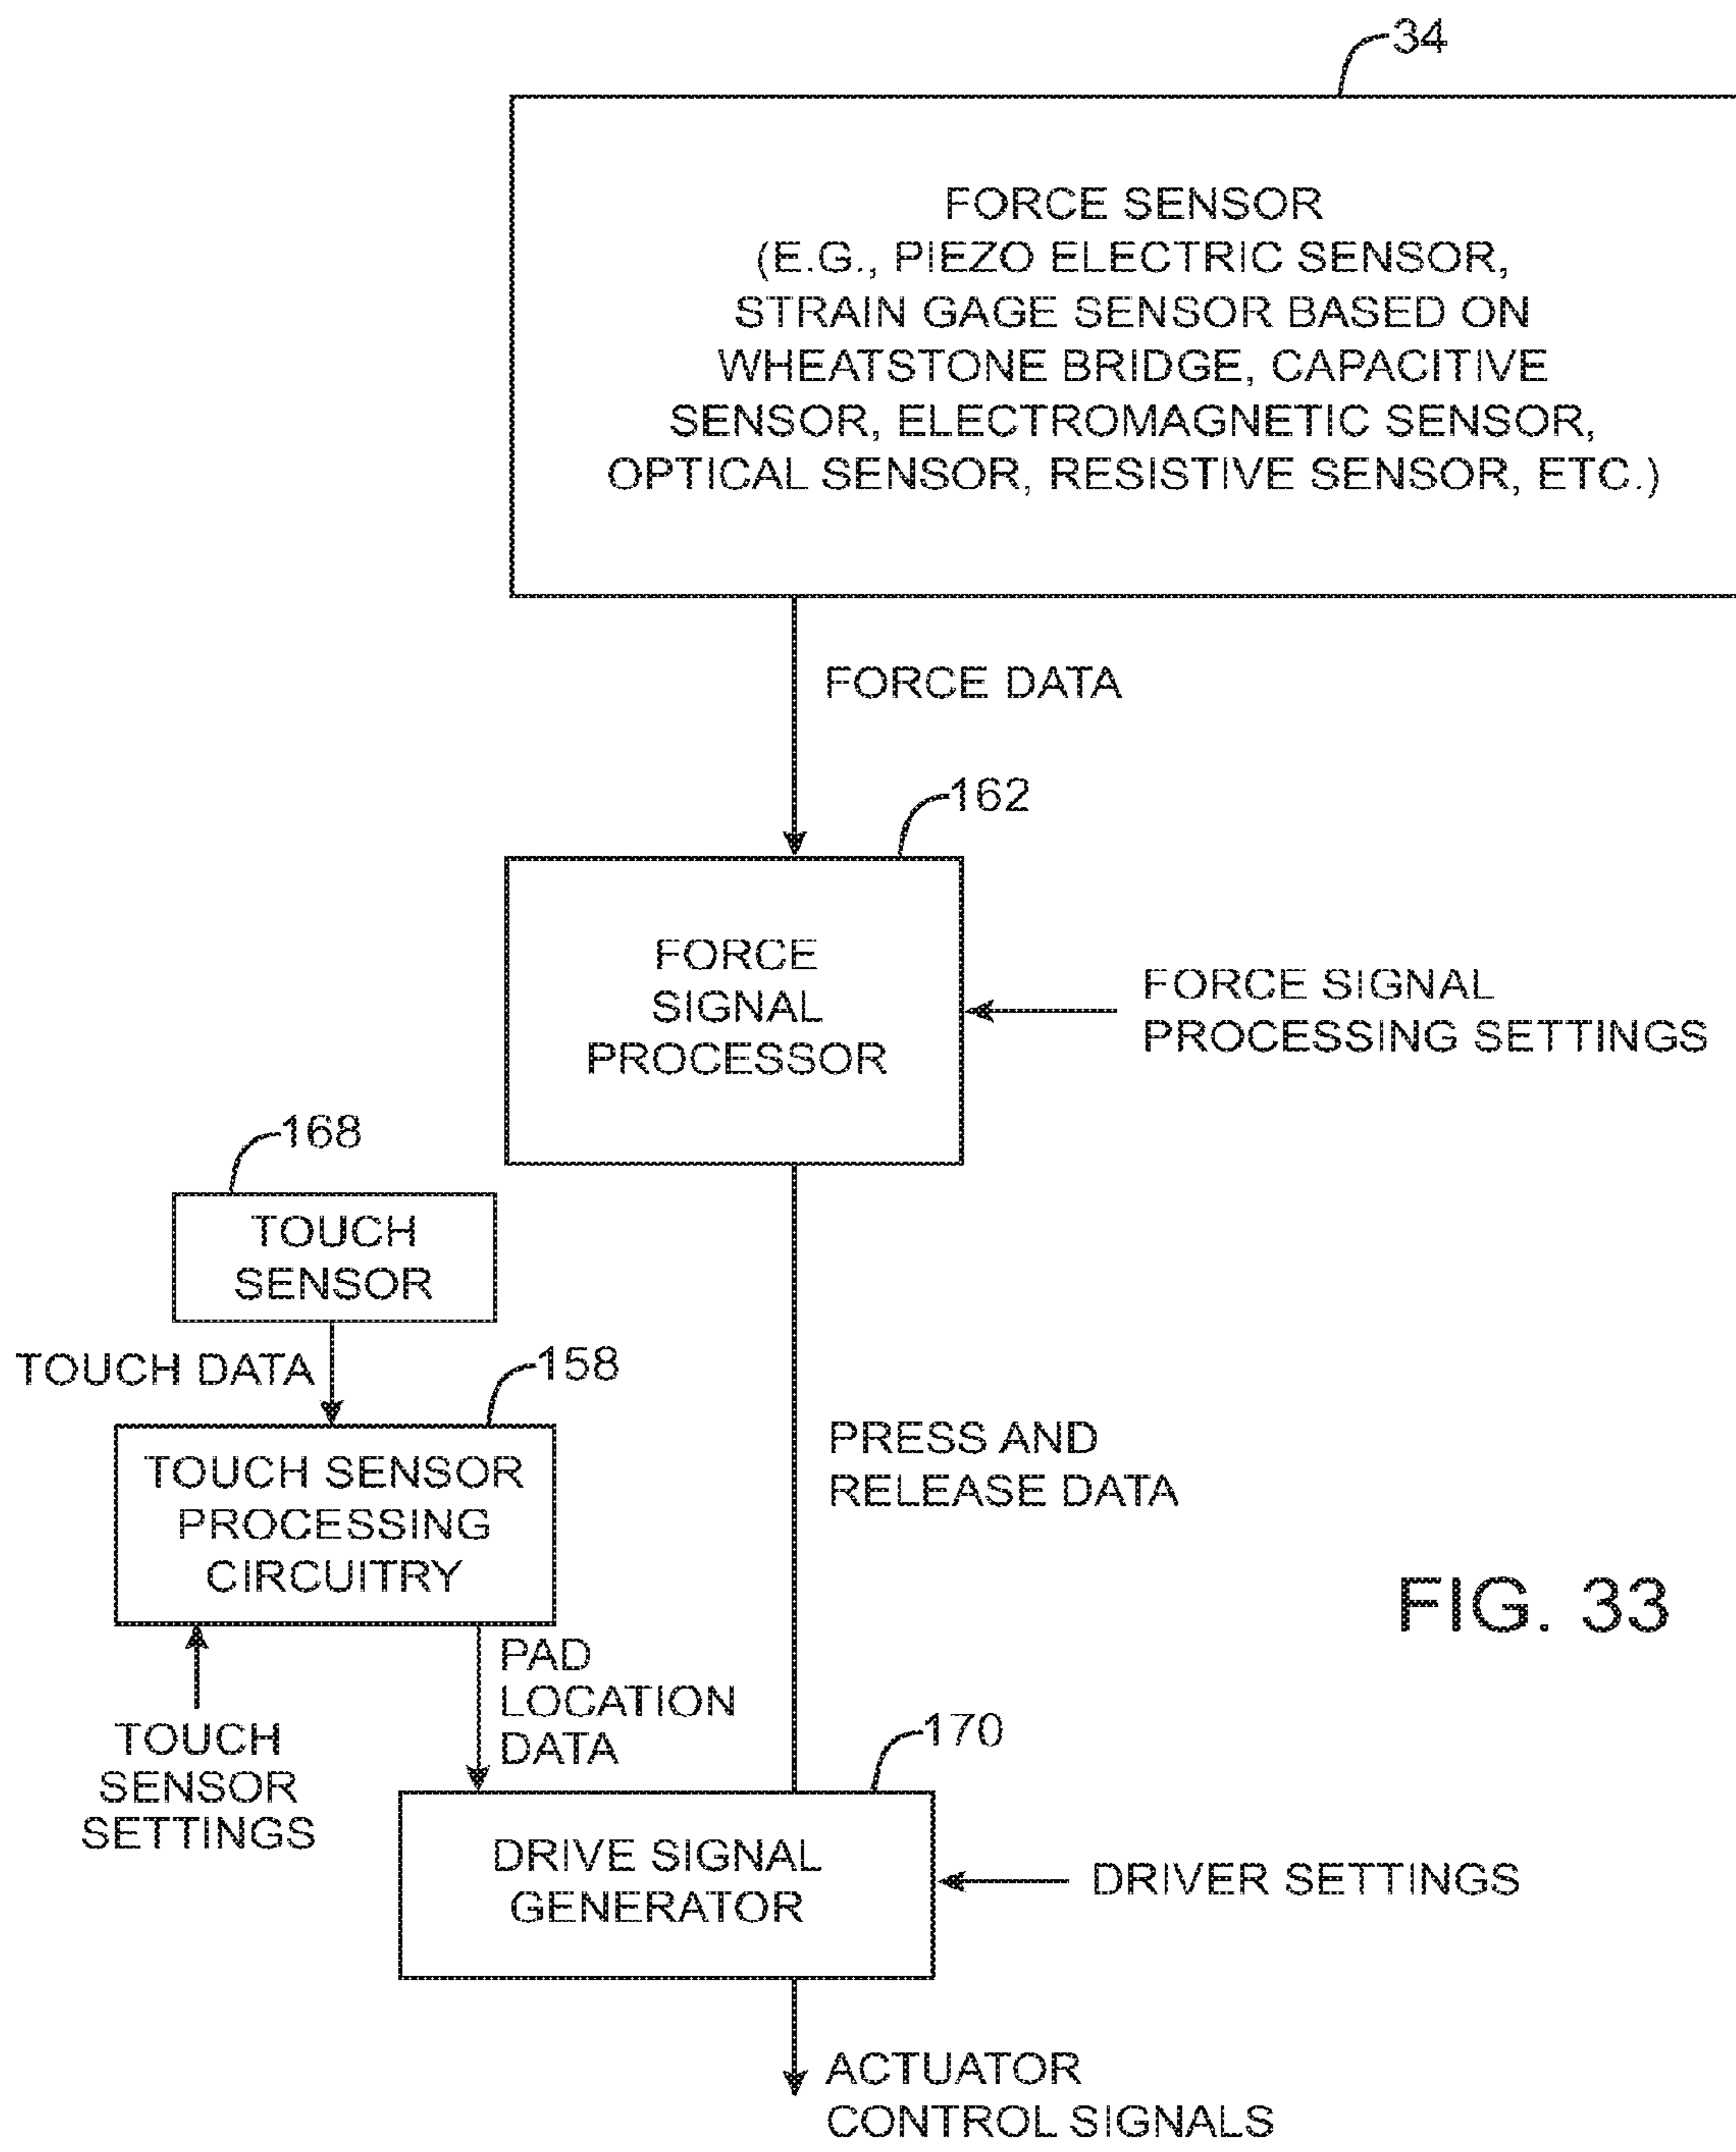 34
FORCE SENSOR
(E.G., PIEZO ELECTRIC SENSOR,
STRAIN GAGE SENSOR BASED ON
WHEATSTONE BRIDGE, CAPACITIVE
SENSOR, ELECTROMAGNETIC SENSOR,
OPTICAL SENSOR, RESISTIVE SENSOR, ETC.)
FORCE DATA
162
FORCE
SIGNAL
PROCESSOR
FORCE SIGNAL
PROCESSING SETTINGS
168
TOUCH
SENSOR
TOUCH DATA
158
TOUCH SENSOR
PROCESSING
CIRCUITRY
PRESS AND
RELEASE DATA
FIG. 33
PAD
LOCATION
DATA
TOUCH
SENSOR
SETTINGS
170
DRIVE SIGNAL
GENERATOR
DRIVER SETTINGS
ACTUATOR
CONTROL SIGNALS